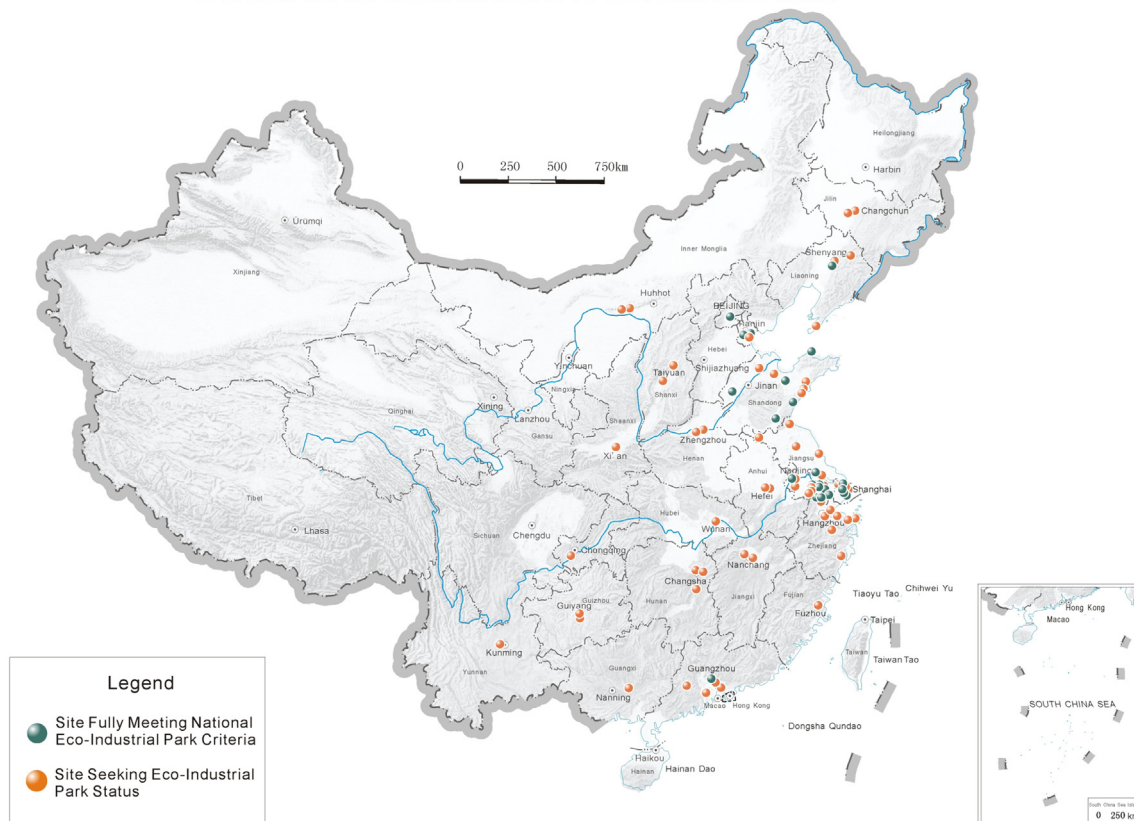 0 250 500 750km
Heilongjiang
Harbin
Jilin
Changchun
Ürümqi
Xinjiang
Inner Monglia
Shenyang
Liaoning
Huhhot
BEIJING
Tianjin
Hebei
Yinchuan
Shijiazhuang
Taiyuan
Shanxi
Jinan
Ningxia
Shandong
Xining
Qinghai
Lanzhou
Gansu
Shaanxi
Zhengzhou
Xi'an
Henan
Jiangsu
Anhui
Nanjing
Hefei
Shanghai
Tibet
Lhasa
Hubei
Wuhan
Chengdu
Sichuan
Chongqing
Hangzhou
Zhejiang
Nanchang
Changsha
Hunan
Jiangxi
Guizhou
Guiyang
Fujian
Fuzhou
Tiaoyu Tao Chihwei Yu
Taipei
Taiwan
Taiwan Tao
Kunming
Yunnan
Guangxi
Nanning
Guangzhou
Macao Hong Kong
Dongsha Qundao
Haikou
Hainan
Hainan Dao
Legend
Site Fully Meeting National
Eco-Industrial Park Criteria
Site Seeking Eco-Industrial
Park Status
Hong Kong
Macao
SOUTH CHINA SEA
South China Sea
0 250 km